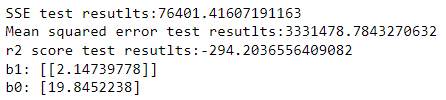 SSE test resutlts:76401.41607191163
Mean squared error test resutlts:3331478.7843270632
r2 score test resutlts:-294.2036556409082
b1: [[2.14739778]]
b0: [19.8452238]